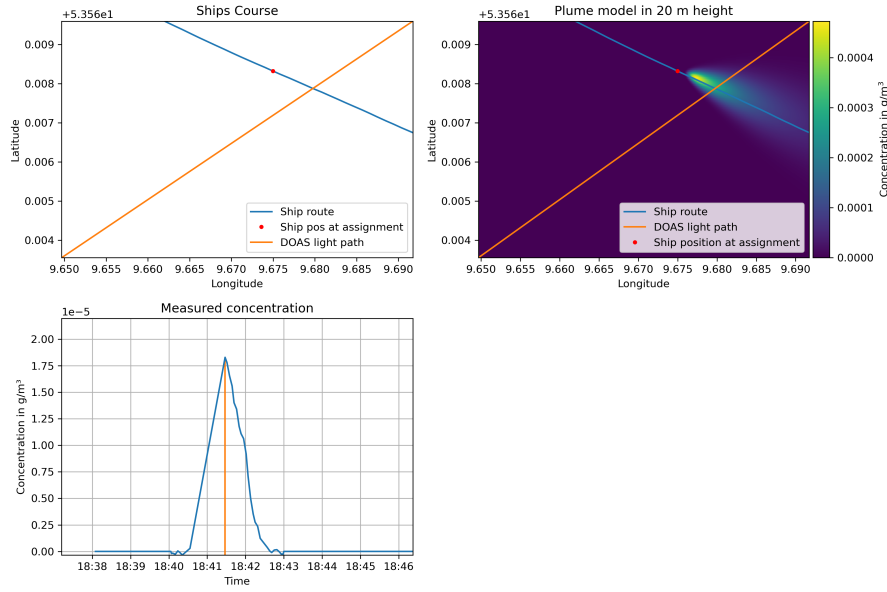 Ships Course
+5.356e1
0.009
0.008
0.007
0.006
0.005
0.004
Latitude
Ship route
Ship pos at assignment
DOAS light path
9.650 9.655 9.660 9.665 9.670 9.675 9.680 9.685 9.690
Longitude
Plume model in 20 m height
+5.356e1
0.009
0.008
0.007
0.006
0.005
0.004
Latitude
Ship route
DOAS light path
Ship position at assignment
9.650 9.655 9.660 9.665 9.670 9.675 9.680 9.685 9.690
Longitude
0.0004
0.0003
0.0002
0.0001
0.0000
Concentration in g/m³
Measured concentration
1e−5
2.00
1.75
1.50
1.25
1.00
0.75
0.50
0.25
0.00
Concentration in g/m³
18:38 18:39 18:40 18:41 18:42 18:43 18:44 18:45 18:46
Time